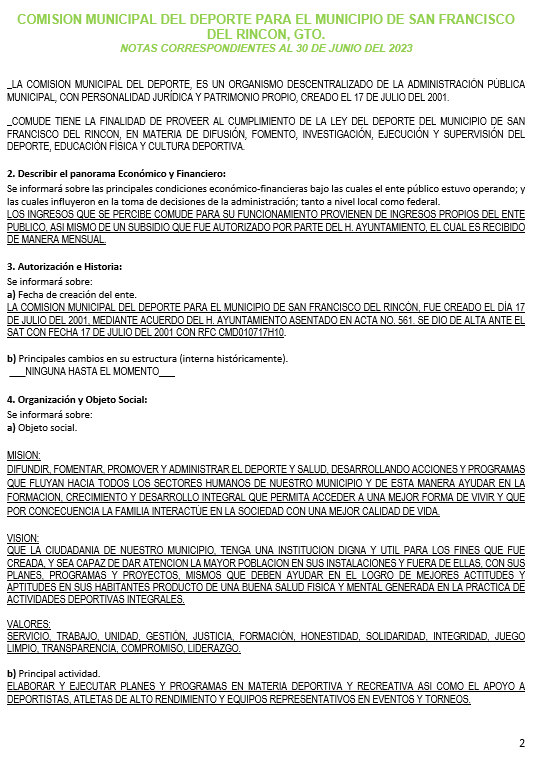 COMISION MUNICIPAL DEL DEPORTE PARA EL MUNICIPIO DE SAN FRANCISCO
DEL RINCON, GTO.
NOTAS CORRESPONDIENTES AL 30 DE JUNIO DEL 2023
_LA COMISION MUNICIPAL DEL DEPORTE, ES UN ORGANISMO DESCENTRALIZADO DE LA ADMINISTRACIÓN PÚBLICA
MUNICIPAL, CON PERSONALIDAD JURÍDICA Y PATRIMONIO PROPIO, CREADO EL 17 DE JULIO DEL 2001.
_COMUDE TIENE LA FINALIDAD DE PROVEER AL CUMPLIMIENTO DE LA LEY DEL DEPORTE DEL MUNICIPIO DE SAN
FRANCISCO DEL RINCON, EN MATERIA DE DIFUSIÓN, FOMENTO, INVESTIGACIÓN, EJECUCIÓN Y SUPERVISIÓN DEL
DEPORTE, EDUCACIÓN FÍSICA Y CULTURA DEPORTIVA.
2. Describir el panorama Económico y Financiero:
Se informará sobre las principales condiciones económico-financieras bajo las cuales el ente público estuvo operando; y
las cuales influyeron en la toma de decisiones de la administración; tanto a nivel local como federal.
LOS INGRESOS QUE SE PERCIBE COMUDE PARA SU FUNCIONAMIENTO PROVIENEN DE INGRESOS PROPIOS DEL ENTE
PUBLICO, ASI MISMO DE UN SUBSIDIO QUE FUE AUTORIZADO POR PARTE DEL H. AYUNTAMIENTO, EL CUAL ES RECIBIDO
DE MANERA MENSUAL.
3. Autorización e Historia:
Se informará sobre:
a) Fecha de creación del ente.
LA COMISION MUNICIPAL DEL DEPORTE PARA EL MUNICIPIO DE SAN FRANCISCO DEL RINCÓN, FUE CREADO EL DÍA 17
DE JULIO DEL 2001, MEDIANTE ACUERDO DEL H. AYUNTAMIENTO ASENTADO EN ACTA NO. 561. SE DIO DE ALTA ANTE EL
SAT CON FECHA 17 DE JULIO DEL 2001 CON RFC CMD010717H10.
b) Principales cambios en su estructura (interna históricamente).
___NINGUNA HASTA EL MOMENTO___
4. Organización y Objeto Social:
Se informará sobre:
a) Objeto social.
MISION:
DIFUNDIR, FOMENTAR, PROMOVER Y ADMINISTRAR EL DEPORTE Y SALUD, DESARROLLANDO ACCIONES Y PROGRAMAS
QUE FLUYAN HACIA TODOS LOS SECTORES HUMANOS DE NUESTRO MUNICIPIO Y DE ESTA MANERA AYUDAR EN LA
FORMACION, CRECIMIENTO Y DESARROLLO INTEGRAL QUE PERMITA ACCEDER A UNA MEJOR FORMA DE VIVIR Y QUE
POR CONCECUENCIA LA FAMILIA INTERACTÚE EN LA SOCIEDAD CON UNA MEJOR CALIDAD DE VIDA.
VISION:
QUE LA CIUDADANIA DE NUESTRO MUNICIPIO, TENGA UNA INSTITUCION DIGNA Y UTIL PARA LOS FINES QUE FUE
CREADA, Y SEA CAPAZ DE DAR ATENCION LA MAYOR POBLACION EN SUS INSTALACIONES Y FUERA DE ELLAS, CON SUS
PLANES, PROGRAMAS Y PROYECTOS, MISMOS QUE DEBEN AYUDAR EN EL LOGRO DE MEJORES ACTITUDES Y
APTITUDES EN SUS HABITANTES PRODUCTO DE UNA BUENA SALUD FISICA Y MENTAL GENERADA EN LA PRACTICA DE
ACTIVIDADES DEPORTIVAS INTEGRALES.
VALORES:
SERVICIO, TRABAJO, UNIDAD, GESTIÓN, JUSTICIA, FORMACIÓN, HONESTIDAD, SOLIDARIDAD, INTEGRIDAD, JUEGO
LIMPIO, TRANSPARENCIA, COMPROMISO, LIDERAZGO.
b) Principal actividad.
ELABORAR Y EJECUTAR PLANES Y PROGRAMAS EN MATERIA DEPORTIVA Y RECREATIVA ASI COMO EL APOYO A
DEPORTISTAS, ATLETAS DE ALTO RENDIMIENTO Y EQUIPOS REPRESENTATIVOS EN EVENTOS Y TORNEOS.
2